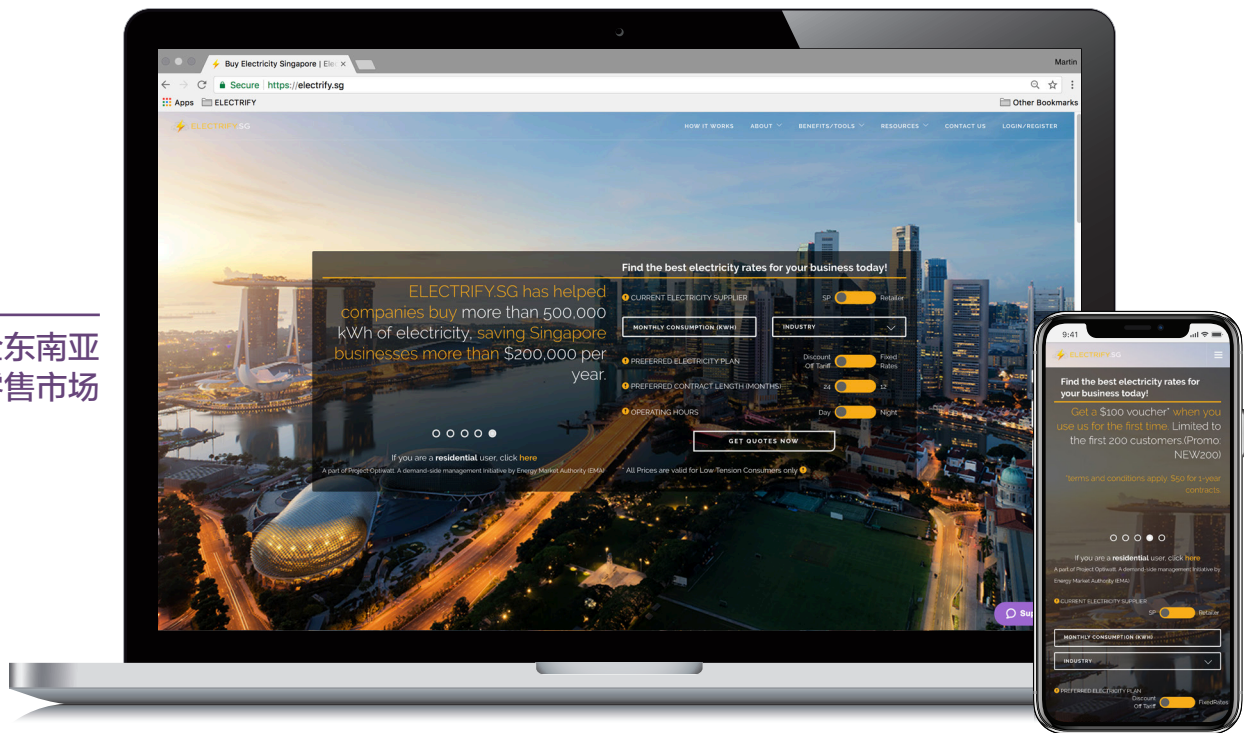 Buy Electricity Singapore | Ele
Martin
Secure | https://electrify.sg
Apps ELECTRIFY
Other Bookmarks
ELECTRIFY.SG
HOW IT WORKS ABOUT BENEFITS/TOOLS RESOURCES CONTACT US LOGIN/REGISTER
东南亚
售市场
ELECTRIFY.SG has helped
companies buy more than 500,000
kWh of electricity, saving Singapore
businesses more than $200,000 per
year.
If you are a residential user, click here
A part of Project Optiwatt. A demand-side management Initiative by Energy Market Authority (EMA)
Find the best electricity rates for your business today!
CURRENT ELECTRICITY SUPPLIER SP Retailer
MONTHLY CONSUMPTION (KWH) INDUSTRY
PREFERRED ELECTRICITY PLAN Discount Off Tariff Fixed Rates
PREFERRED CONTRACT LENGTH (MONTHS) 24 12
OPERATING HOURS Day Night
GET QUOTES NOW
*All Prices are valid for Low Tension Consumers only
9:41
ELECTRIFY.SG
Find the best electricity rates for
your business today!
Get a $100 voucher* when you
use us for the first time. Limited to
the first 200 customers.(Promo:
NEW200)
*terms and conditions apply. $50 for 1-year
contracts.
If you are a residential user, click here
A part of Project Optiwatt. A demand-side management Initiative by
Energy Market Authority (EMA)
CURRENT ELECTRICITY SUPPLIER
SP Retailer
MONTHLY CONSUMPTION (KWH)
INDUSTRY
PREFERRED ELECTRICITY PLAN
Discount
Off Tariff FixedRates